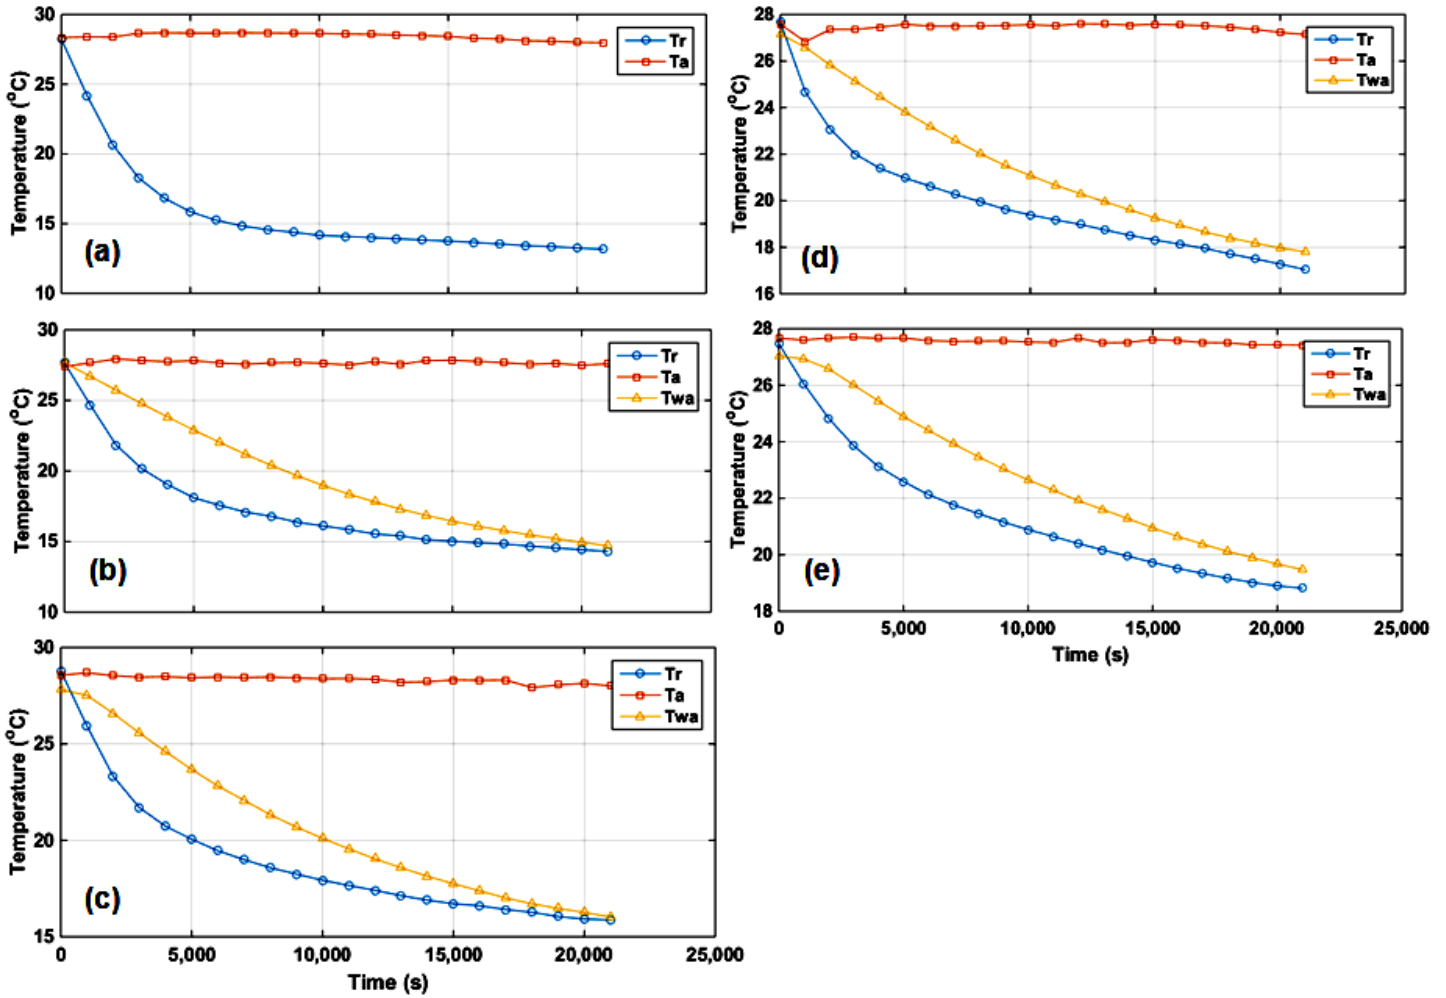 30
25
20
15
10
Temperature (°C)
Tr
Ta
(a)
30
25
20
15
10
Temperature (°C)
Tr
Ta
Twa
(b)
30
25
20
15
Temperature (°C)
Tr
Ta
Twa
(c)
0 5,000 10,000 15,000 20,000 25,000
Time (s)
28
26
24
22
20
18
16
Temperature (°C)
Tr
Ta
Twa
(d)
28
26
24
22
20
18
Temperature (°C)
Tr
Ta
Twa
(e)
0 5,000 10,000 15,000 20,000 25,000
Time (s)